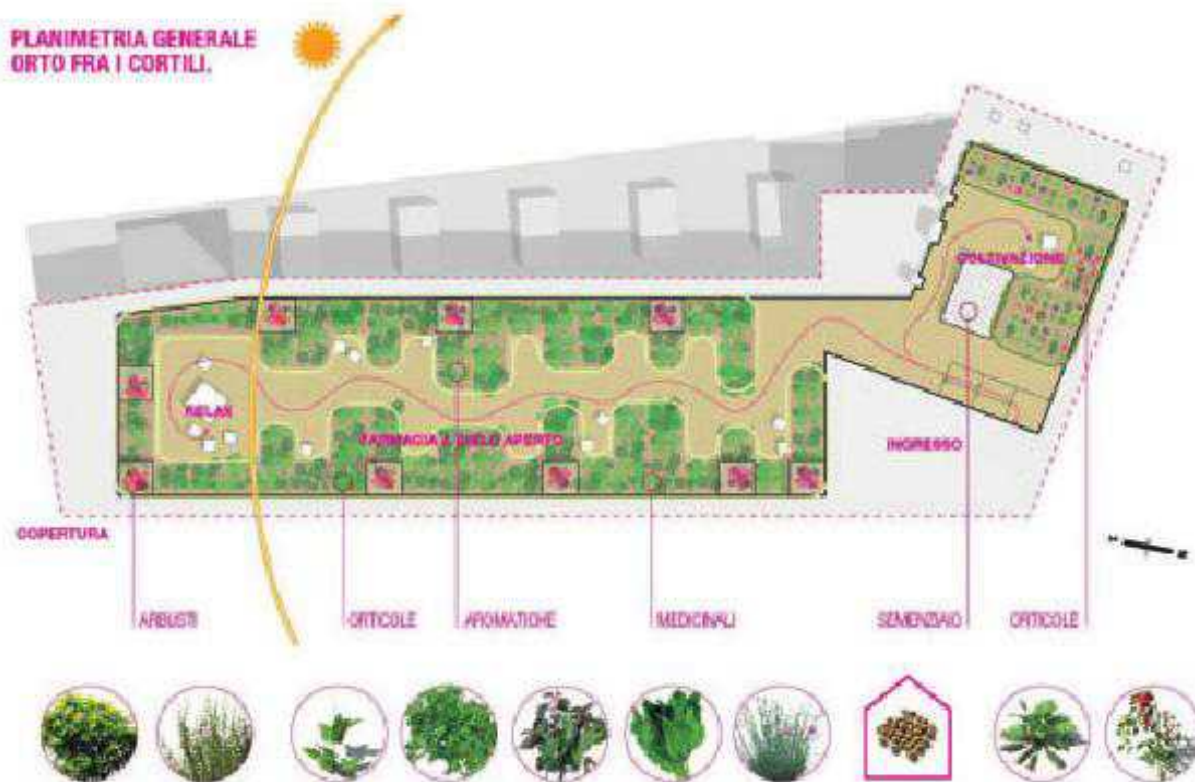 PLANIMETRIA GENERALE
ORTO FRA I CORTILI.
COLTIVAZIONE
RELAX
FARMACIA A CIELO APERTO
INGRESSO
COPERTURA
ARBUSTI
ORTICOLE
AROMATICHE
MEDICINALI
SEMENZAIO
ORTICOLE